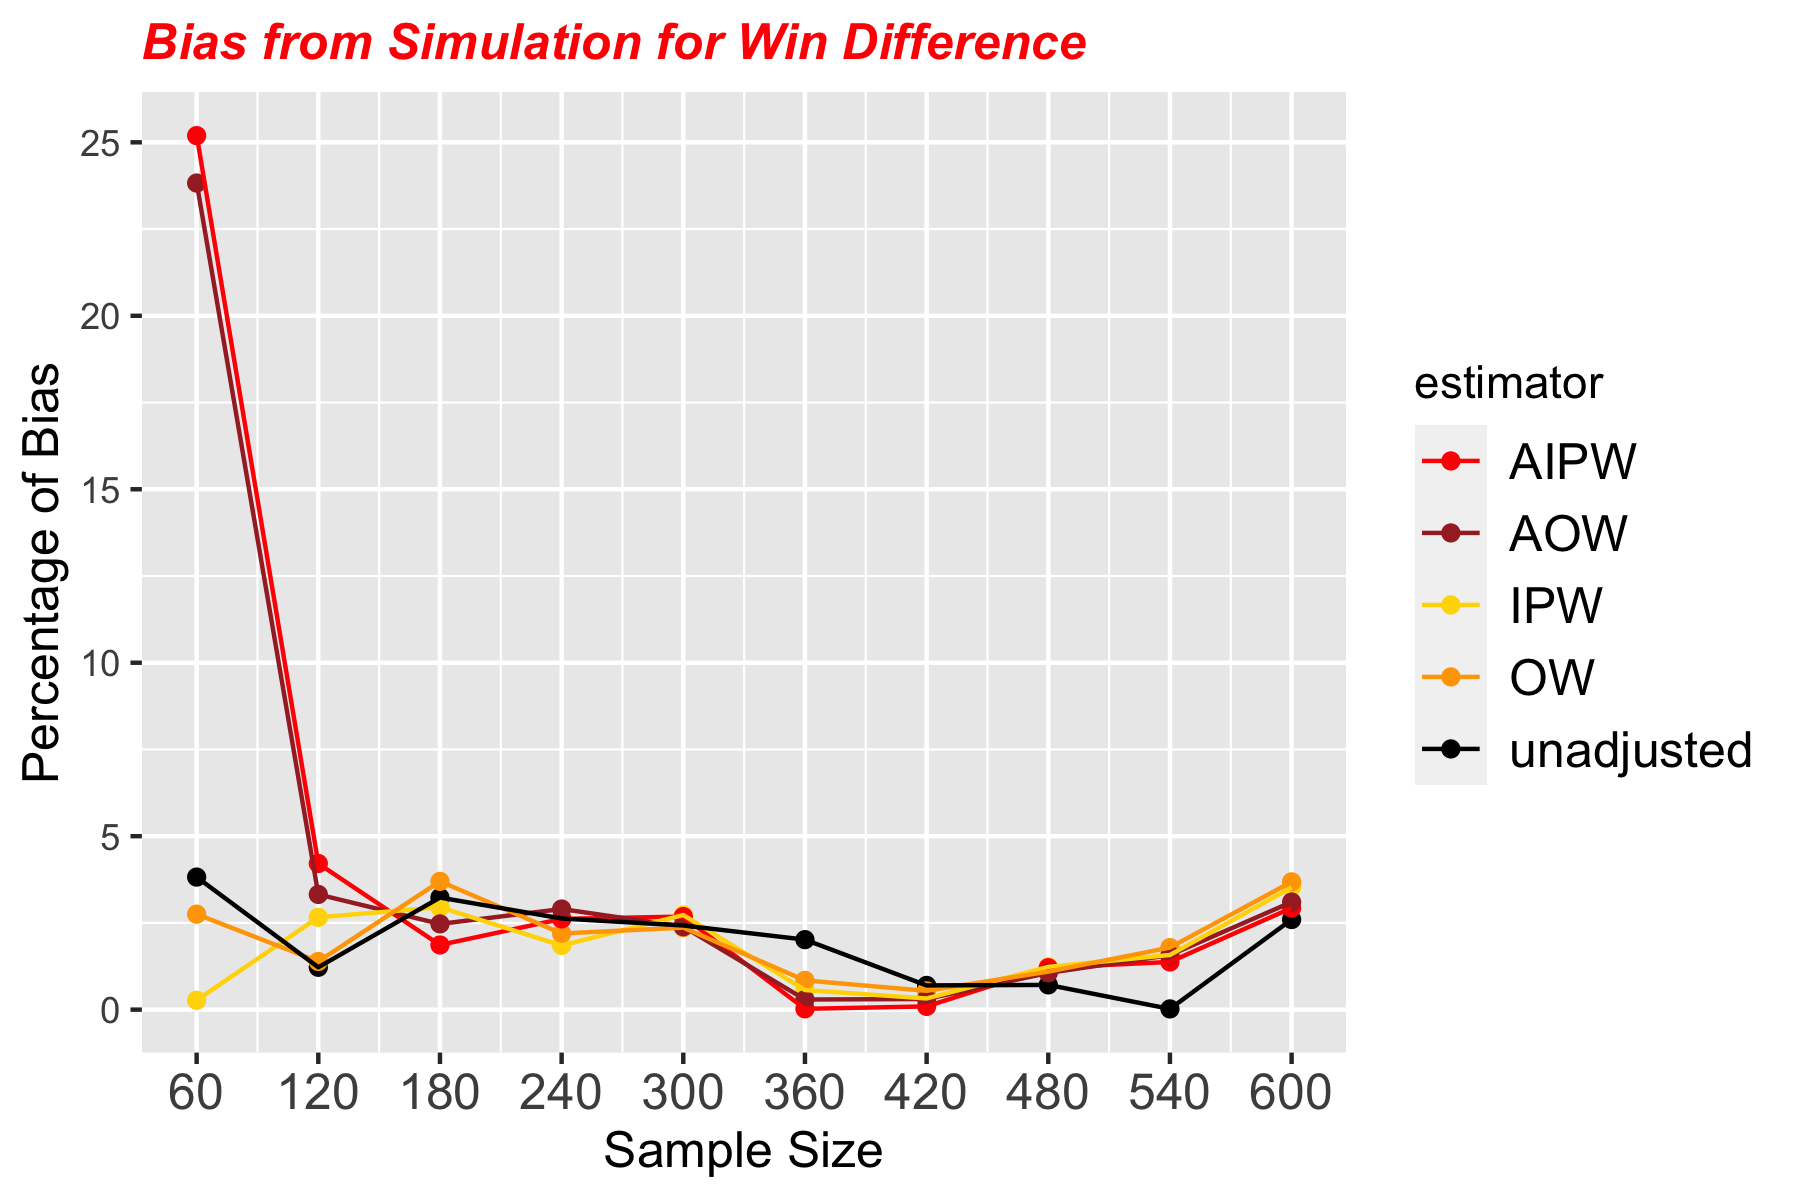 Bias from Simulation for Win Difference
Percentage of Bias
25
20
15
10
5
0
60 120 180 240 300 360 420 480 540 600
Sample Size
estimator
AIPW
AOW
IPW
OW
unadjusted